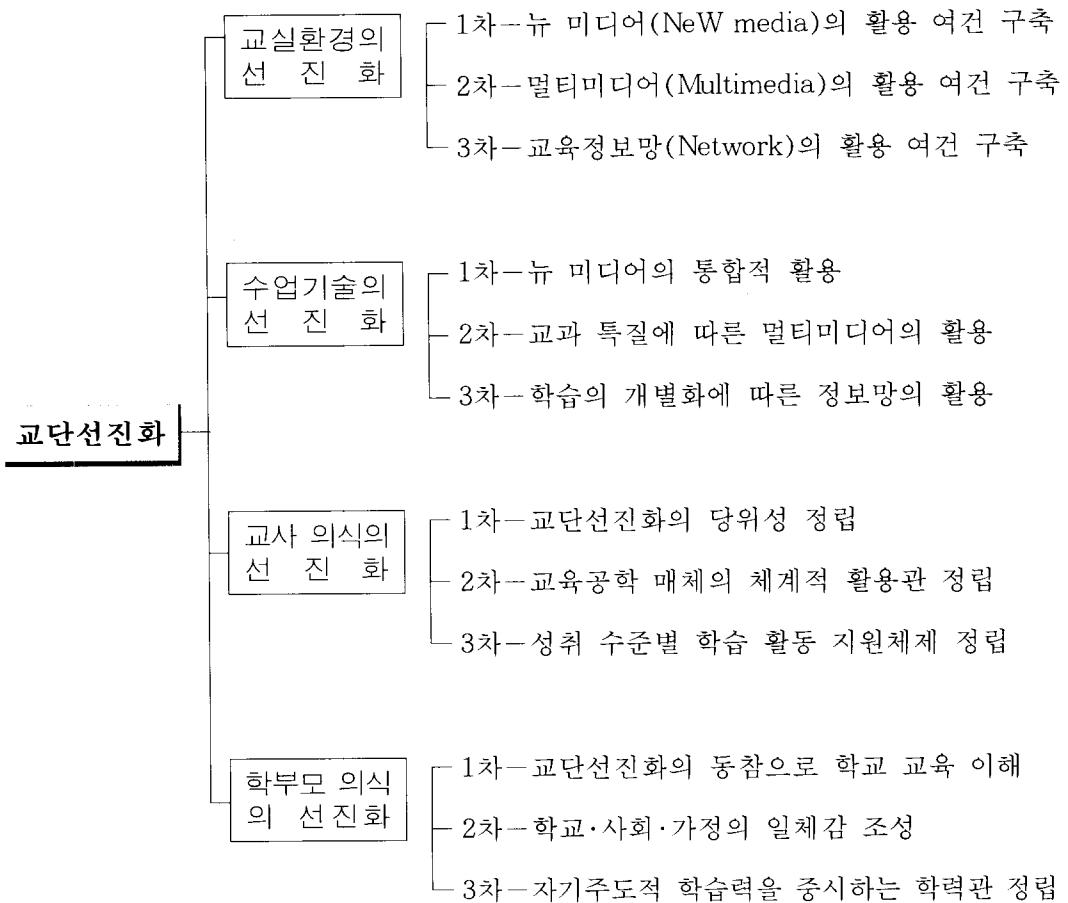 교실환경의
선 진 화
1차－뉴 미디어(NeW media)의 활용 여건 구축
2차－멀티미디어(Multimedia)의 활용 여건 구축
3차－교육정보망(Network)의 활용 여건 구축
수업기술의
선 진 화
1차－뉴 미디어의 통합적 활용
2차－교과 특질에 따른 멀티미디어의 활용
3차－학습의 개별화에 따른 정보망의 활용
교단선진화
교사 의식의
선 진 화
1차－교단선진화의 당위성 정립
2차－교육공학 매체의 체계적 활용관 정립
3차－성취 수준별 학습 활동 지원체제 정립
학부모 의식
의 선진화
1차－교단선진화의 동참으로 학교 교육 이해
2차－학교·사회·가정의 일체감 조성
3차－자기주도적 학습력을 중시하는 학력관 정립